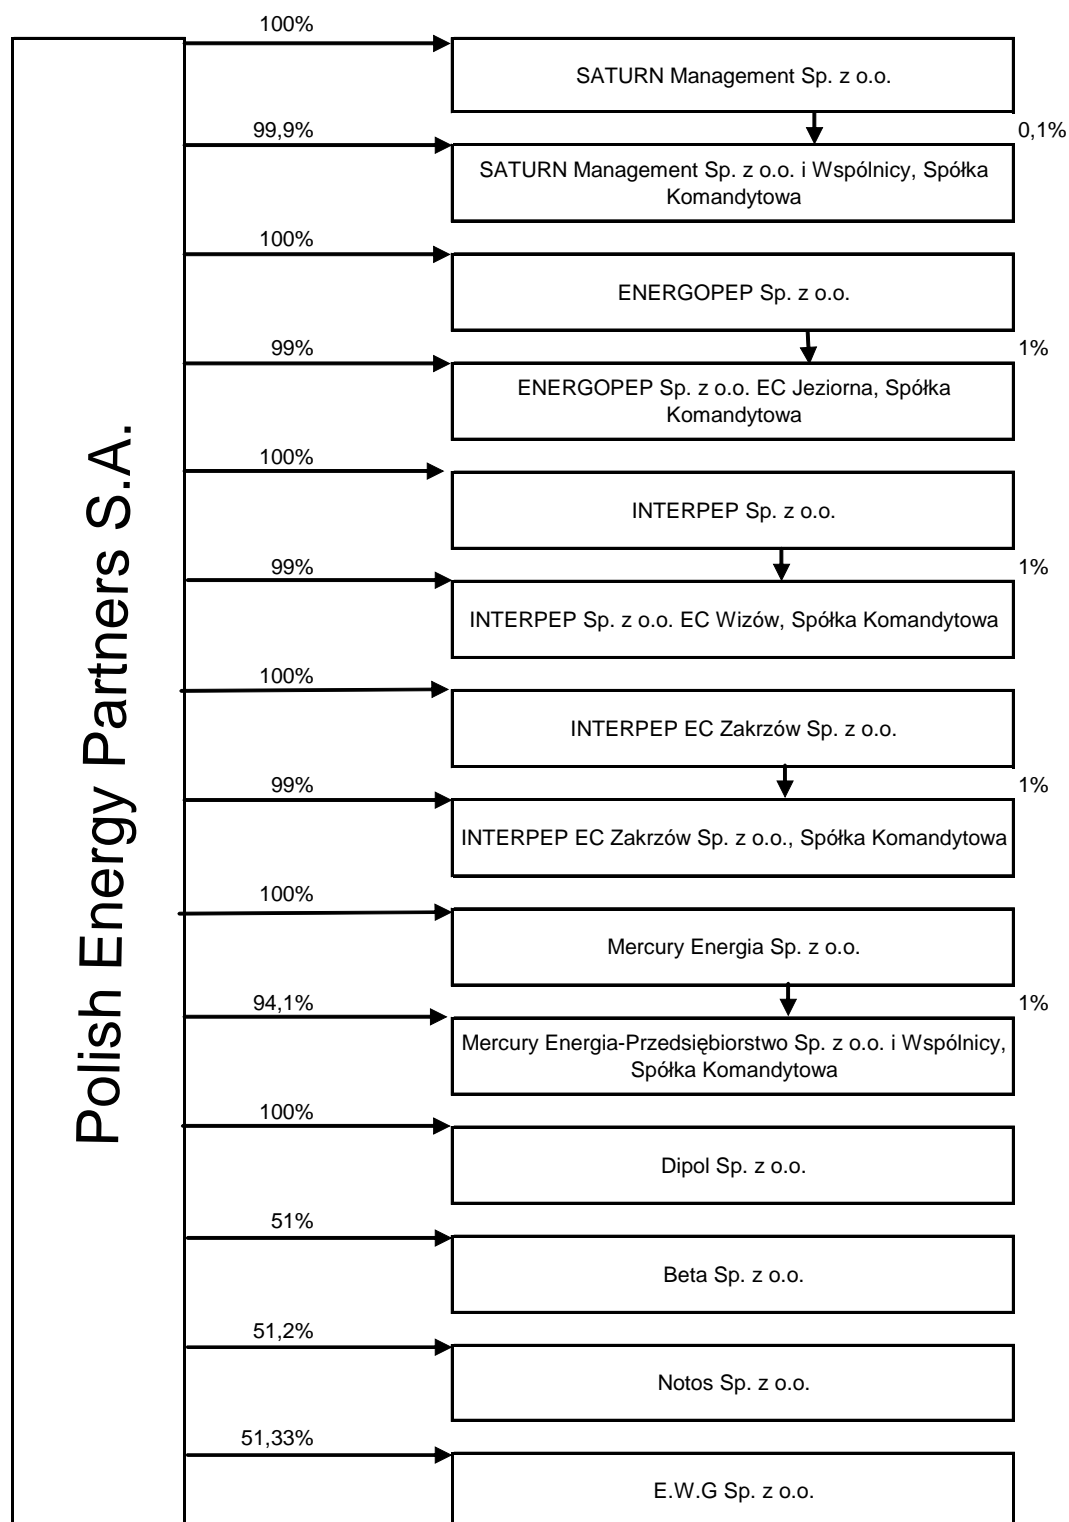 Polish Energy Partners S.A.
100%
SATURN Management Sp. z o.o.
99,9%
0,1%
SATURN Management Sp. z o.o. i Wspólnicy, Spółka
Komandytowa
100%
ENERGOPEP Sp. z o.o.
99%
1%
ENERGOPEP Sp. z o.o. EC Jeziorna, Spółka
Komandytowa
100%
INTERPEP Sp. z o.o.
99%
1%
INTERPEP Sp. z o.o. EC Wizów, Spółka Komandytowa
100%
INTERPEP EC Zakrzów Sp. z o.o.
99%
1%
INTERPEP EC Zakrzów Sp. z o.o., Spółka Komandytowa
100%
Mercury Energia Sp. z o.o.
94,1%
1%
Mercury Energia-Przedsiębiorstwo Sp. z o.o. i Wspólnicy,
Spółka Komandytowa
100%
Dipol Sp. z o.o.
51%
Beta Sp. z o.o.
51,2%
Notos Sp. z o.o.
51,33%
E.W.G Sp. z o.o.